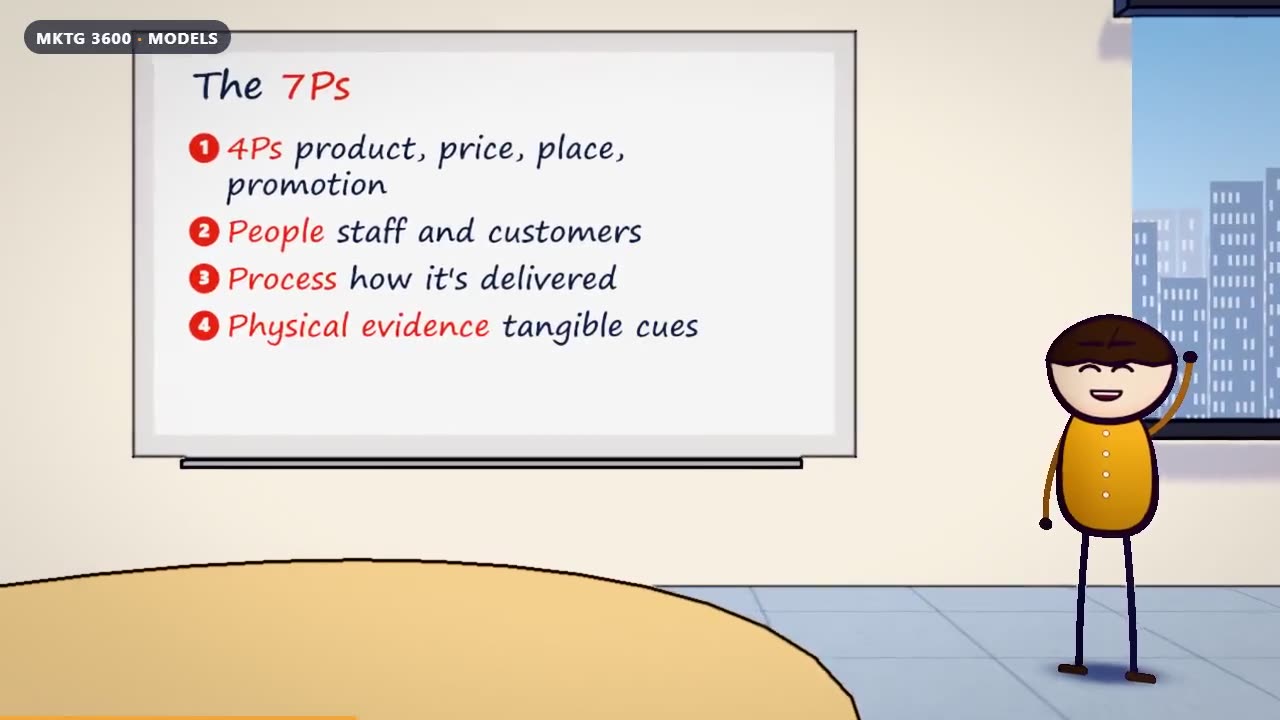 MKTG 3600 · MODELS
The 7Ps
1 4Ps product, price, place,
promotion
2 People staff and customers
3 Process how it's delivered
4 Physical evidence tangible cues